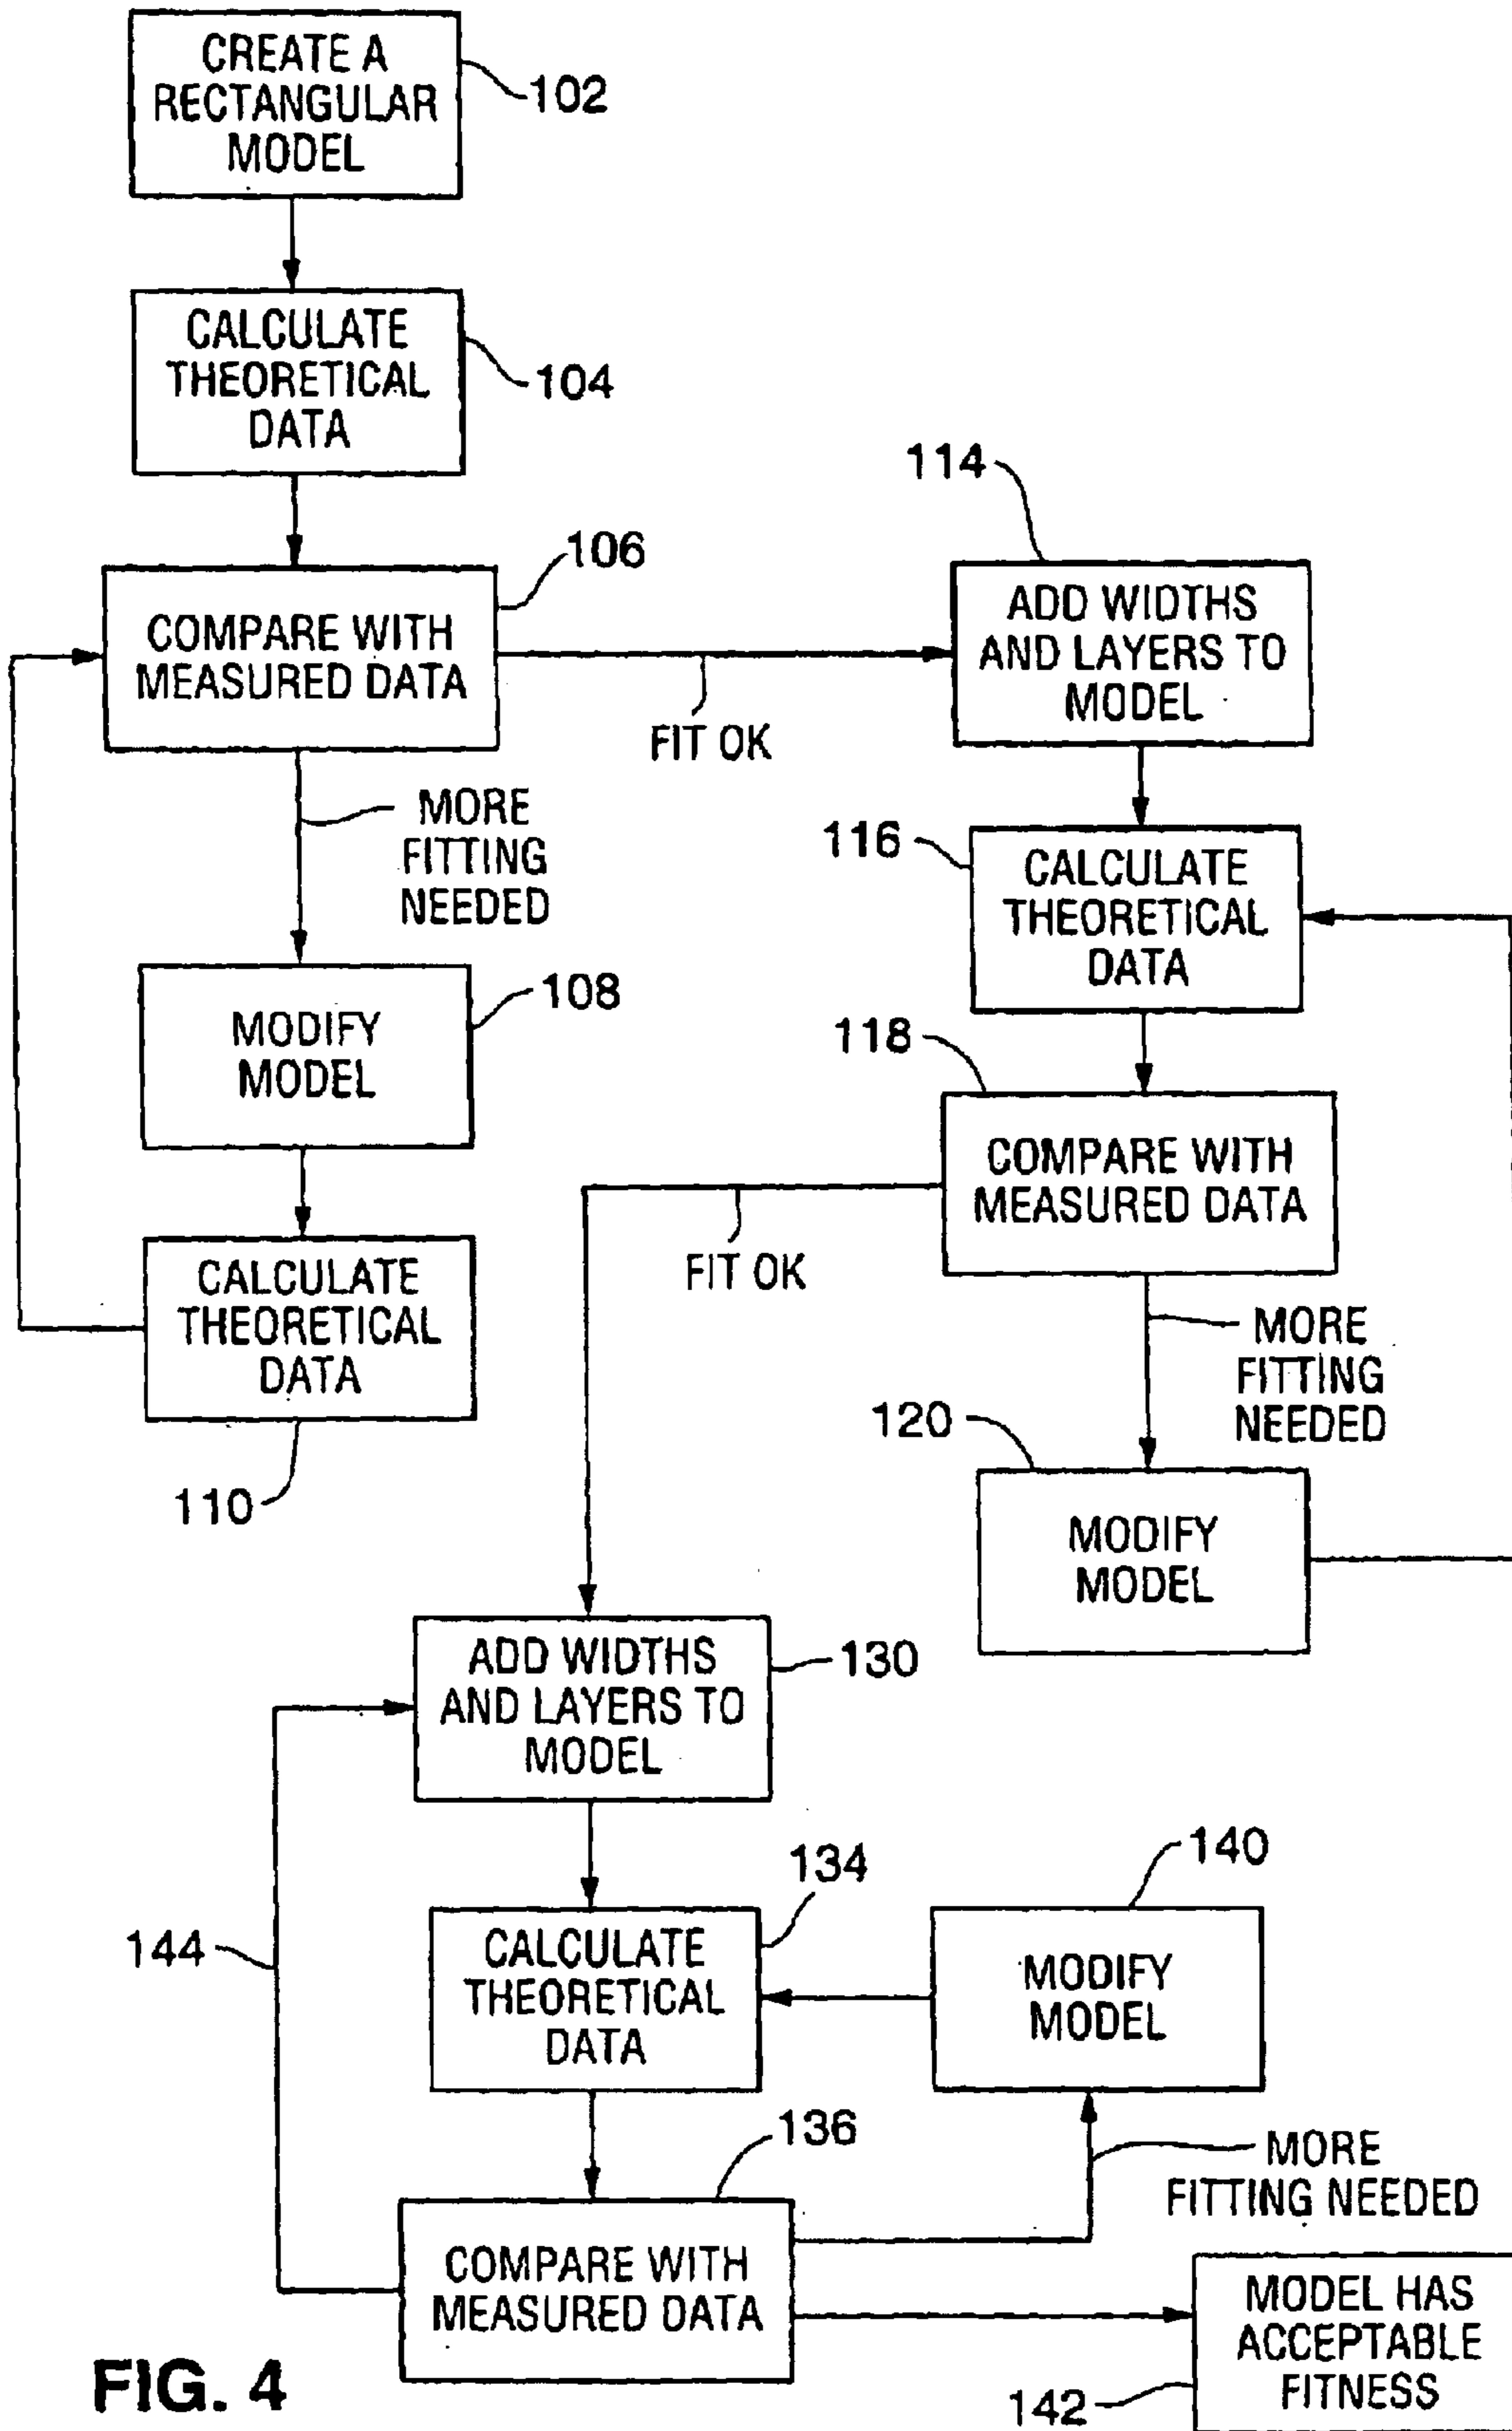 CREATE A
RECTANGULAR
MODEL
102
CALCULATE
THEORETICAL
DATA
104
COMPARE WITH
MEASURED DATA
106
FIT OK
MORE
FITTING
NEEDED
MODIFY
MODEL
108
CALCULATE
THEORETICAL
DATA
110
114
ADD WIDTHS
AND LAYERS TO
MODEL
116
CALCULATE
THEORETICAL
DATA
118
COMPARE WITH
MEASURED DATA
FIT OK
MORE
FITTING
NEEDED
120
MODIFY
MODEL
ADD WIDTHS
AND LAYERS TO
MODEL
130
134
CALCULATE
THEORETICAL
DATA
140
MODIFY
MODEL
144
136
COMPARE WITH
MEASURED DATA
MORE
FITTING NEEDED
MODEL HAS
ACCEPTABLE
FITNESS
142
FIG. 4